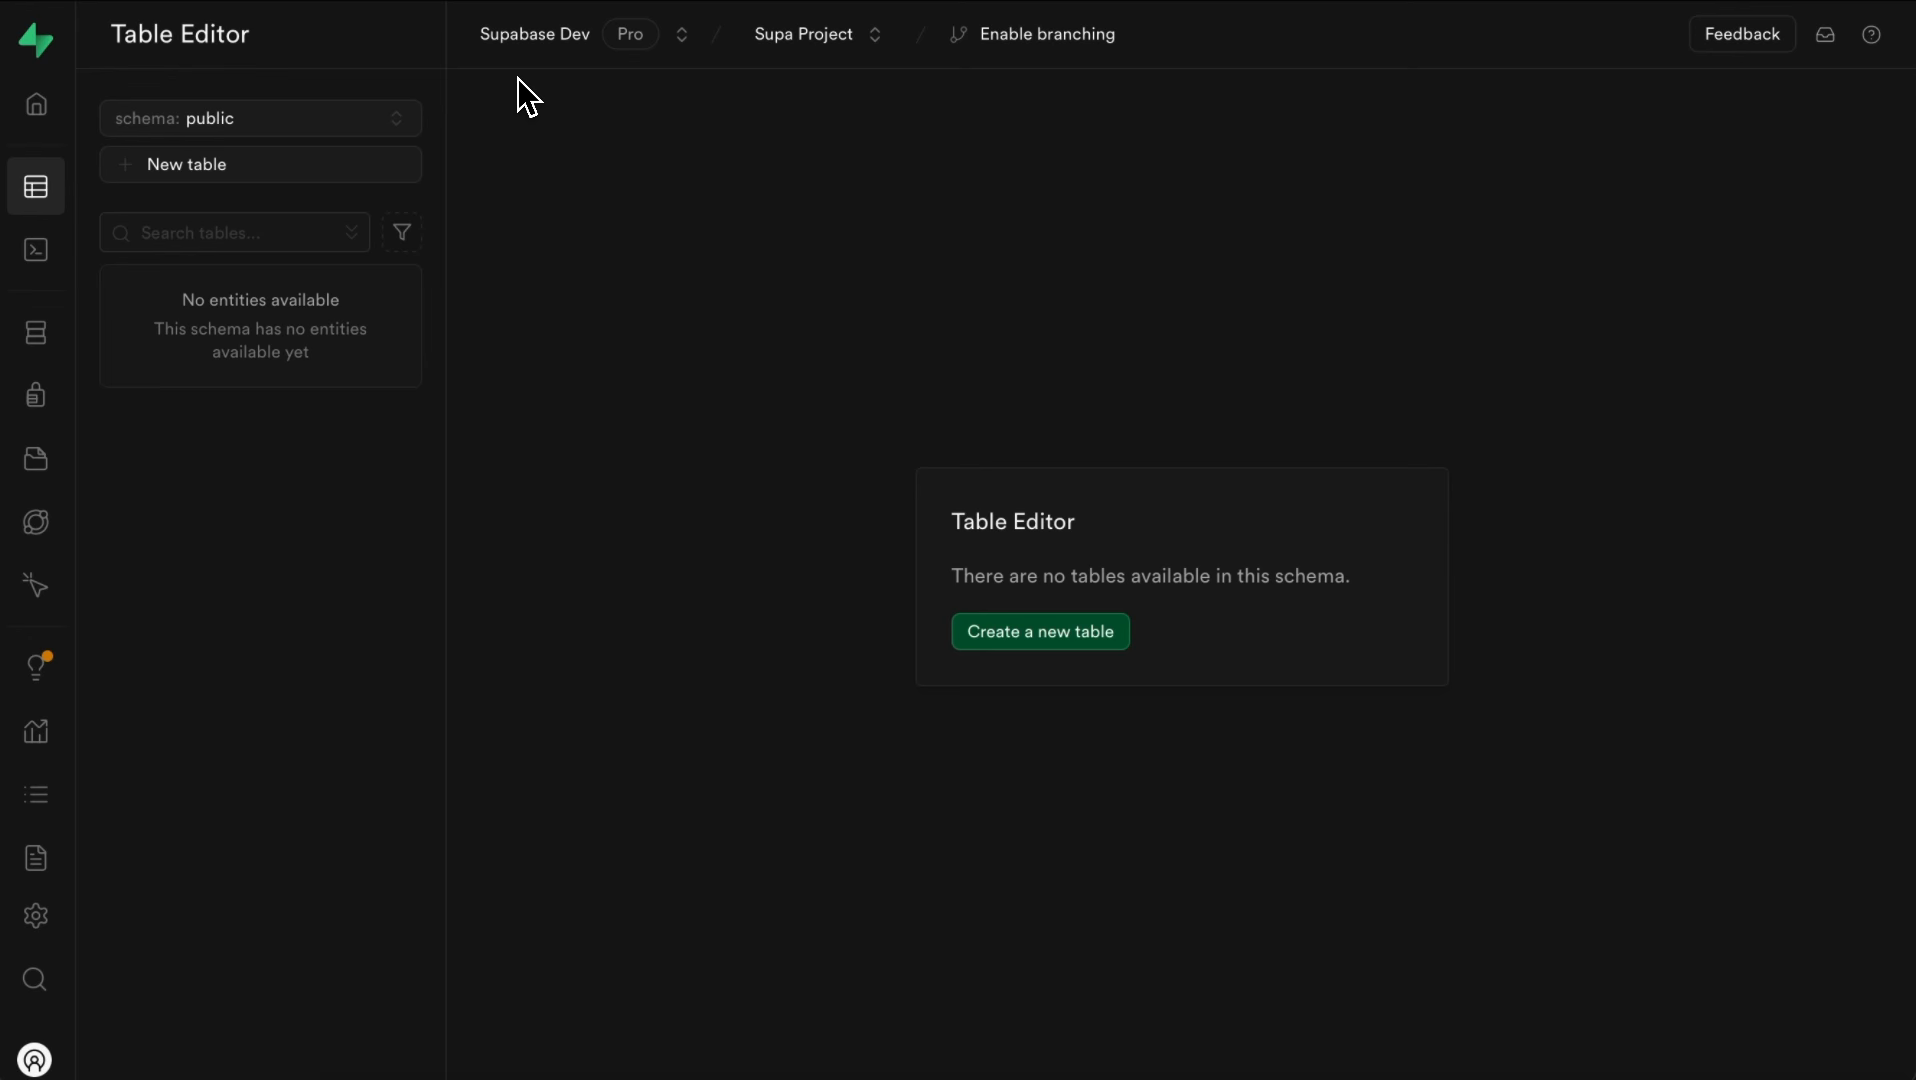 Table Editor
Supabase Dev Pro / Supa Project / Enable branching
Feedback
schema: public
New table
Search tables...
No entities available
This schema has no entities
available yet
Table Editor
There are no tables available in this schema.
Create a new table